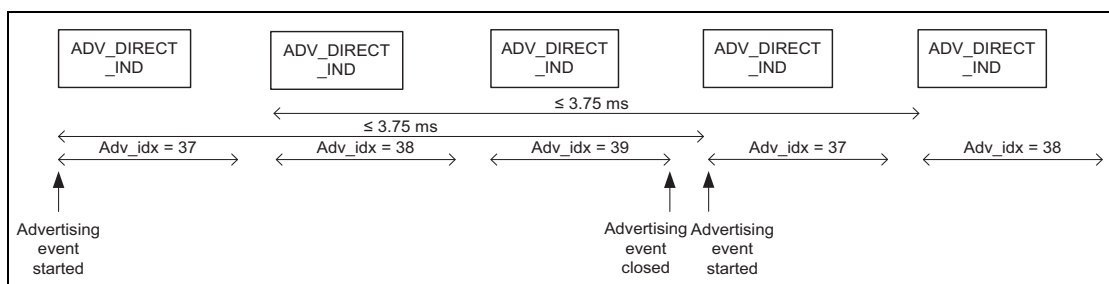 ADV_DIRECT
_IND
ADV_DIRECT
_IND
ADV_DIRECT
_IND
ADV_DIRECT
_IND
ADV_DIRECT
_IND
≤ 3.75 ms
≤ 3.75 ms
Adv_idx = 37
Adv_idx = 38
Adv_idx = 39
Adv_idx = 37
Adv_idx = 38
Advertising
event
started
Advertising
event
closed
Advertising
event
started